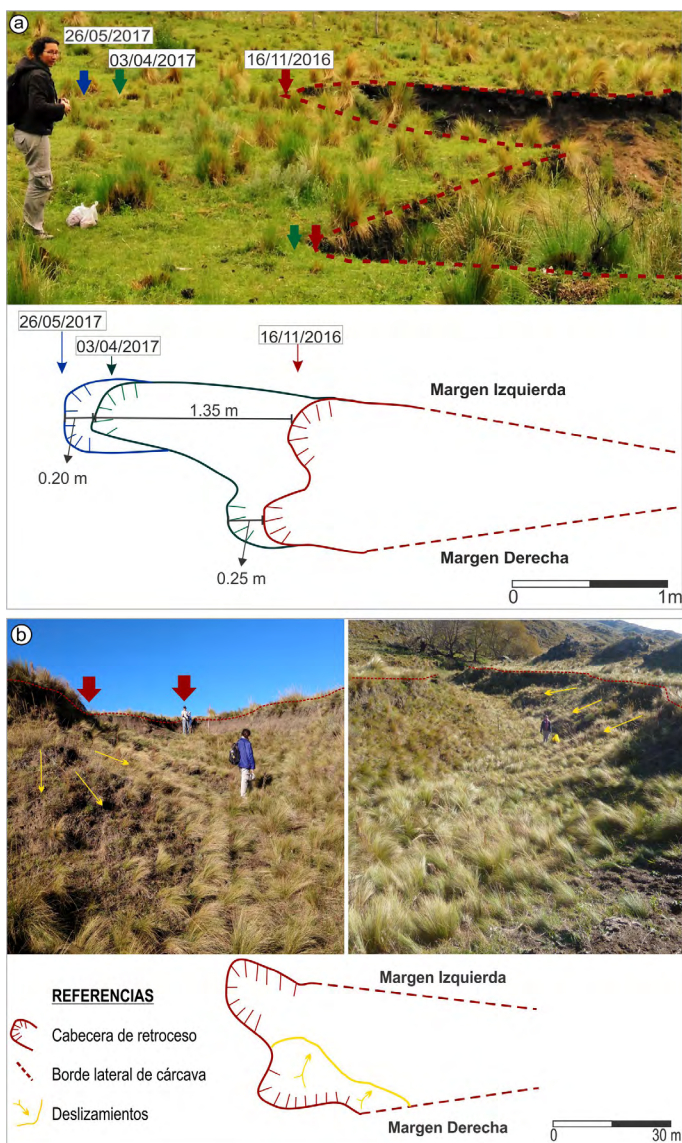 a
26/05/2017
03/04/2017
16/11/2016
26/05/2017
03/04/2017
16/11/2016
Margen Izquierda
1.35 m
0.20 m
0.25 m
Margen Derecha
0
1m
b
REFERENCIAS
Cabecera de retroceso
Borde lateral de cárcava
Deslizamientos
Margen Izquierda
Margen Derecha
0
30 m